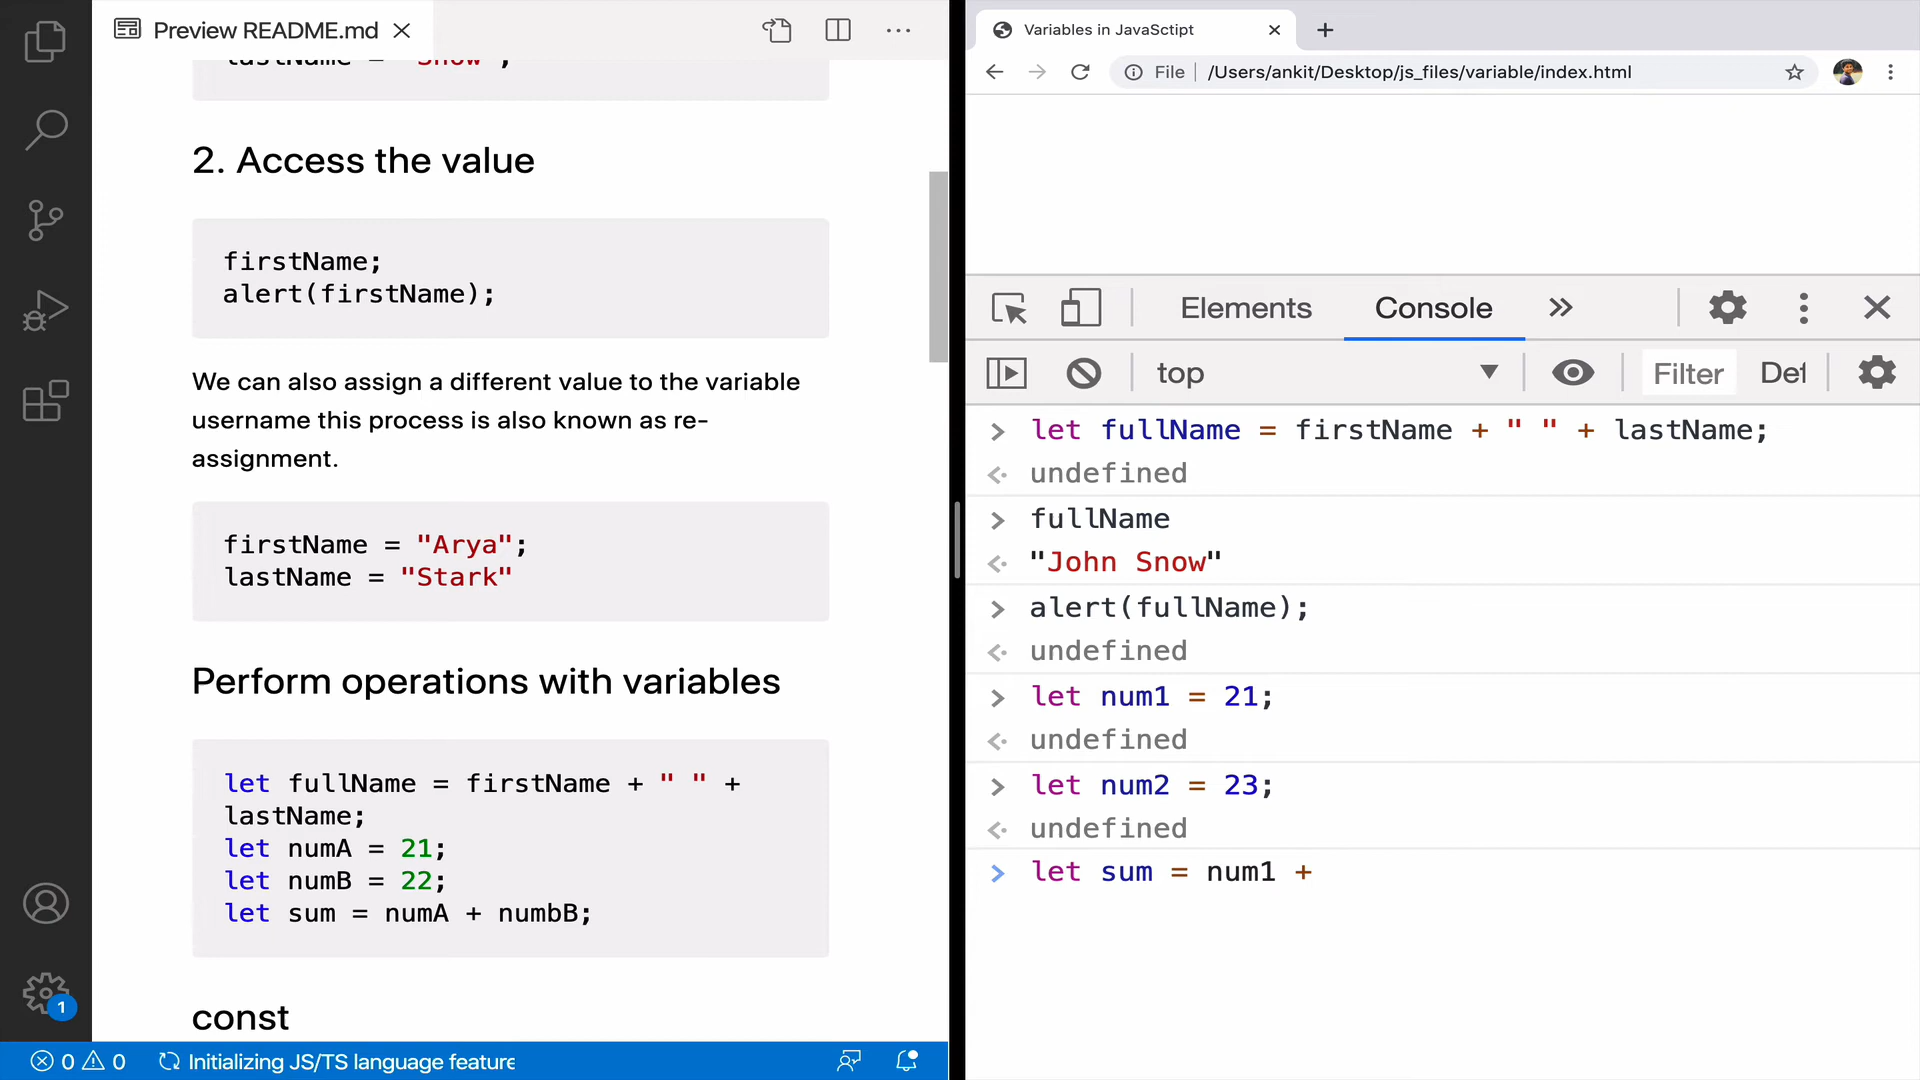 Preview README.md
lastName = "Snow";
2. Access the value
firstName;
alert(firstName);
We can also assign a different value to the variable
username this process is also known as re-
assignment.
firstName = "Arya";
lastName = "Stark"
Perform operations with variables
let fullName = firstName + " " +
lastName;
let numA = 21;
let numB = 22;
let sum = numA + numbB;
const
1
0 0 Initializing JS/TS language feature
Variables in JavaSctipt
File /Users/ankit/Desktop/js_files/variable/index.html
Elements Console
top Filter Def
let fullName = firstName + " " + lastName;
undefined
fullName
"John Snow"
alert(fullName);
undefined
let num1 = 21;
undefined
let num2 = 23;
undefined
let sum = num1 +